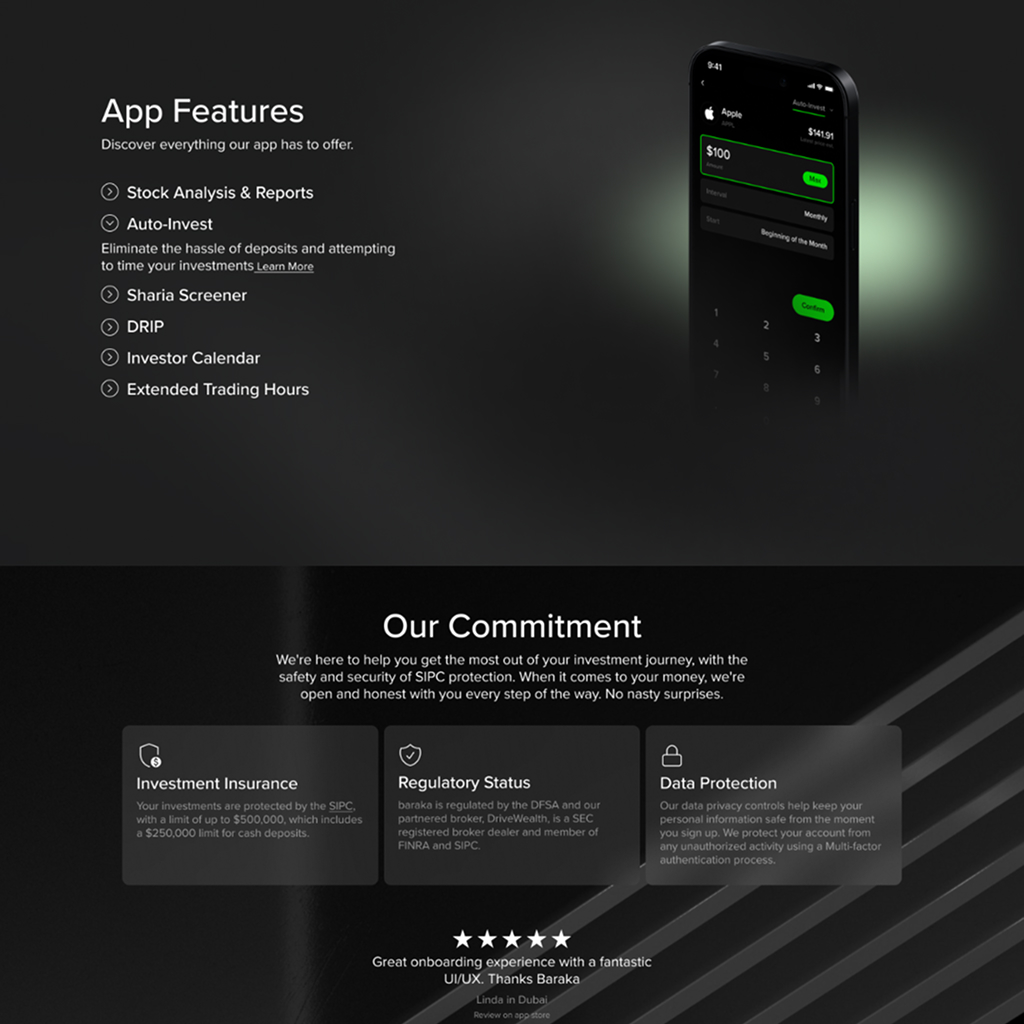 App Features
Discover everything our app has to offer.
Stock Analysis & Reports
Auto-Invest
Eliminate the hassle of deposits and attempting
to time your investments Learn More
Sharia Screener
DRIP
Investor Calendar
Extended Trading Hours
9:41
Auto-Invest
Apple
$141.91
$100
Amount
Max
Interval
Monthly
Start
Beginning of the Month
Confirm
1 2 3
4 5 6
7 8 9
Our Commitment
We're here to help you get the most out of your investment journey, with the
safety and security of SIPC protection. When it comes to your money, we're
open and honest with you every step of the way. No nasty surprises.
Investment Insurance
Your investments are protected by the SIPC,
with a limit of up to $500,000, which includes
a $250,000 limit for cash deposits.
Regulatory Status
baraka is regulated by the DFSA and our
partnered broker, DriveWealth, is a SEC
registered broker dealer and member of
FINRA and SIPC.
Data Protection
Our data privacy controls help keep your
personal information safe from the moment
you sign up. We protect your account from
any unauthorized activity using a Multi-factor
authentication process.
Great onboarding experience with a fantastic
UI/UX. Thanks Baraka
Linda in Dubai
Review on app store